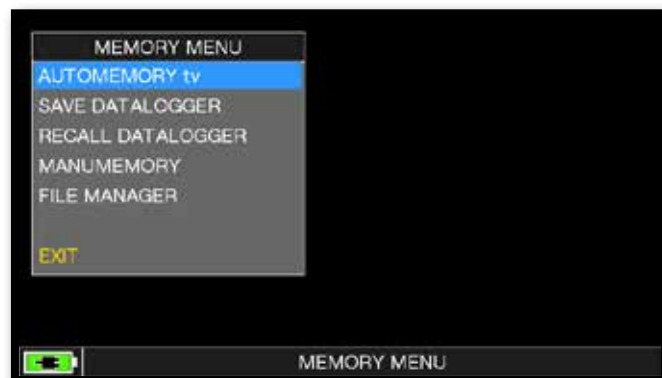 MEMORY MENU
AUTOMEMORY tv
SAVE DATALOGGER
RECALL DATALOGGER
MANUMEMORY
FILE MANAGER
EXIT
MEMORY MENU